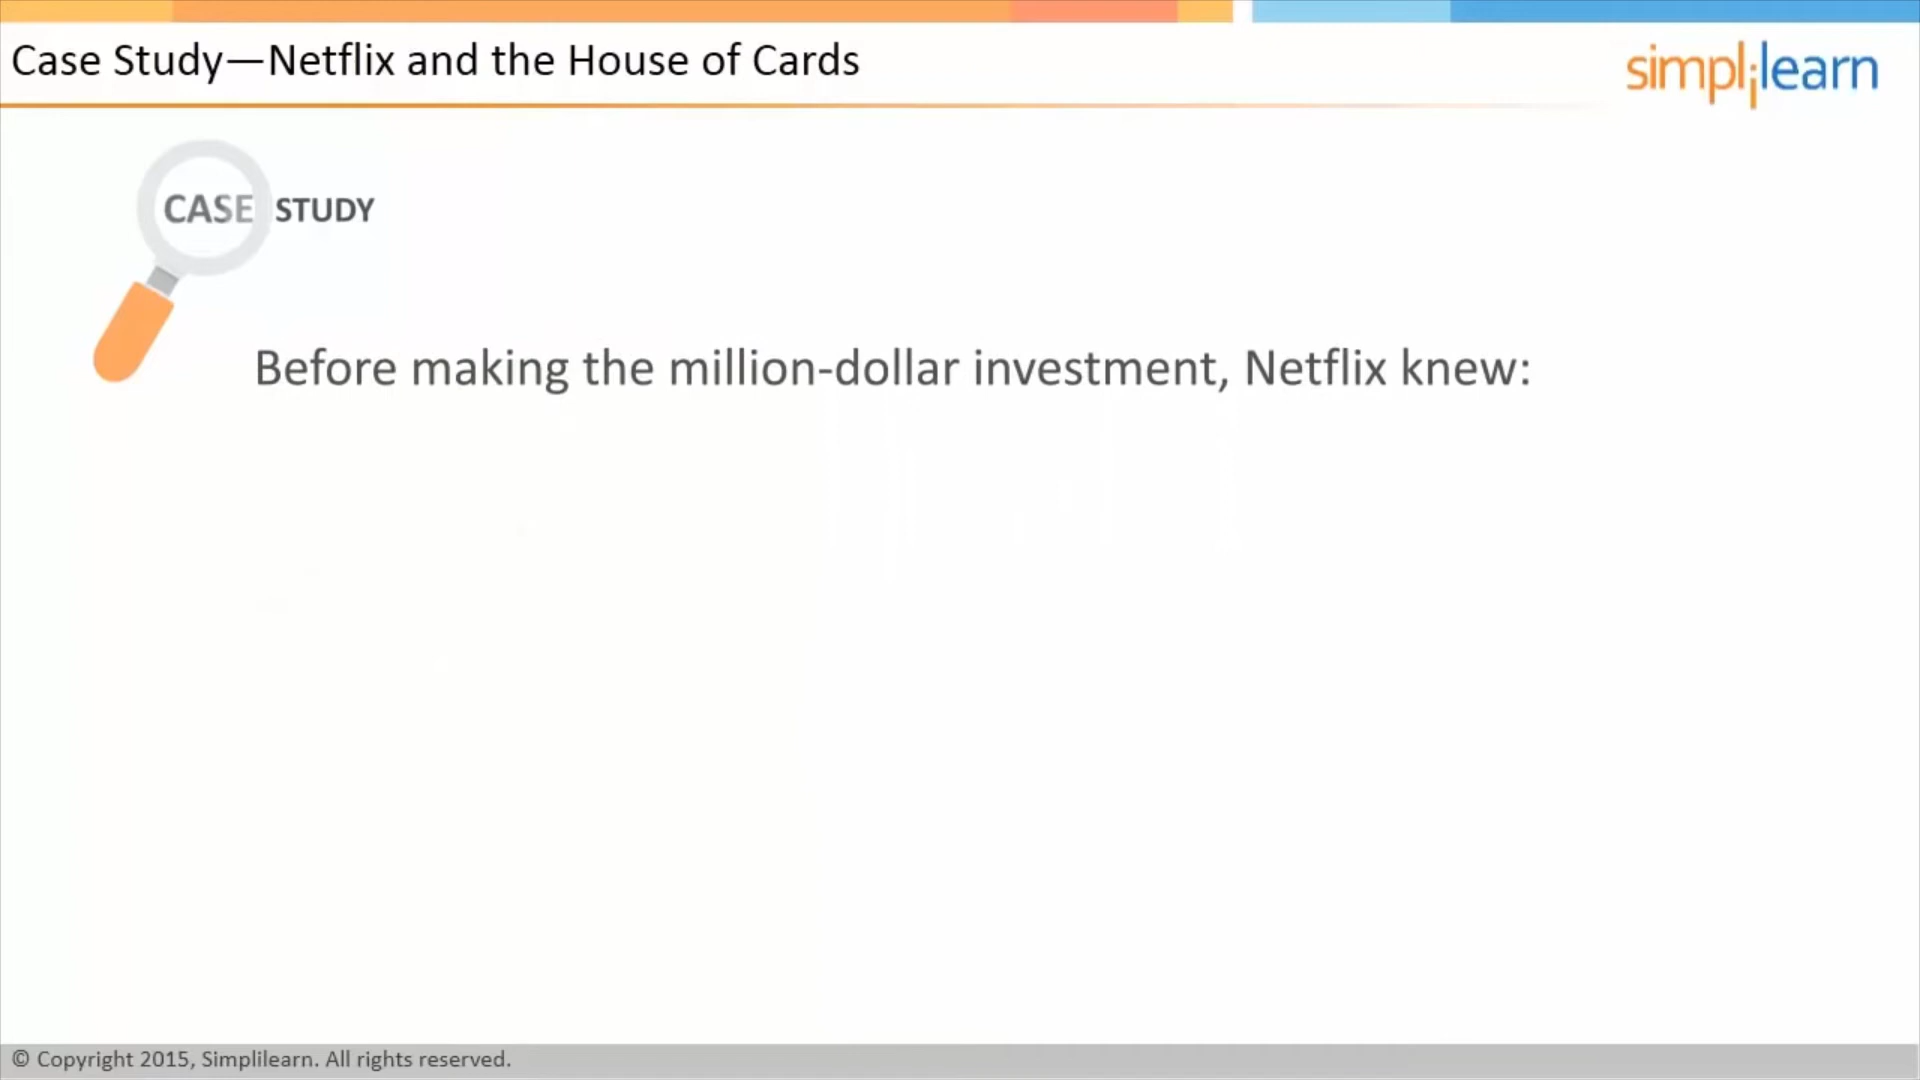 Case Study—Netflix and the House of Cards
simplilearn
CASE STUDY
Before making the million-dollar investment, Netflix knew:
© Copyright 2015, Simplilearn. All rights reserved.